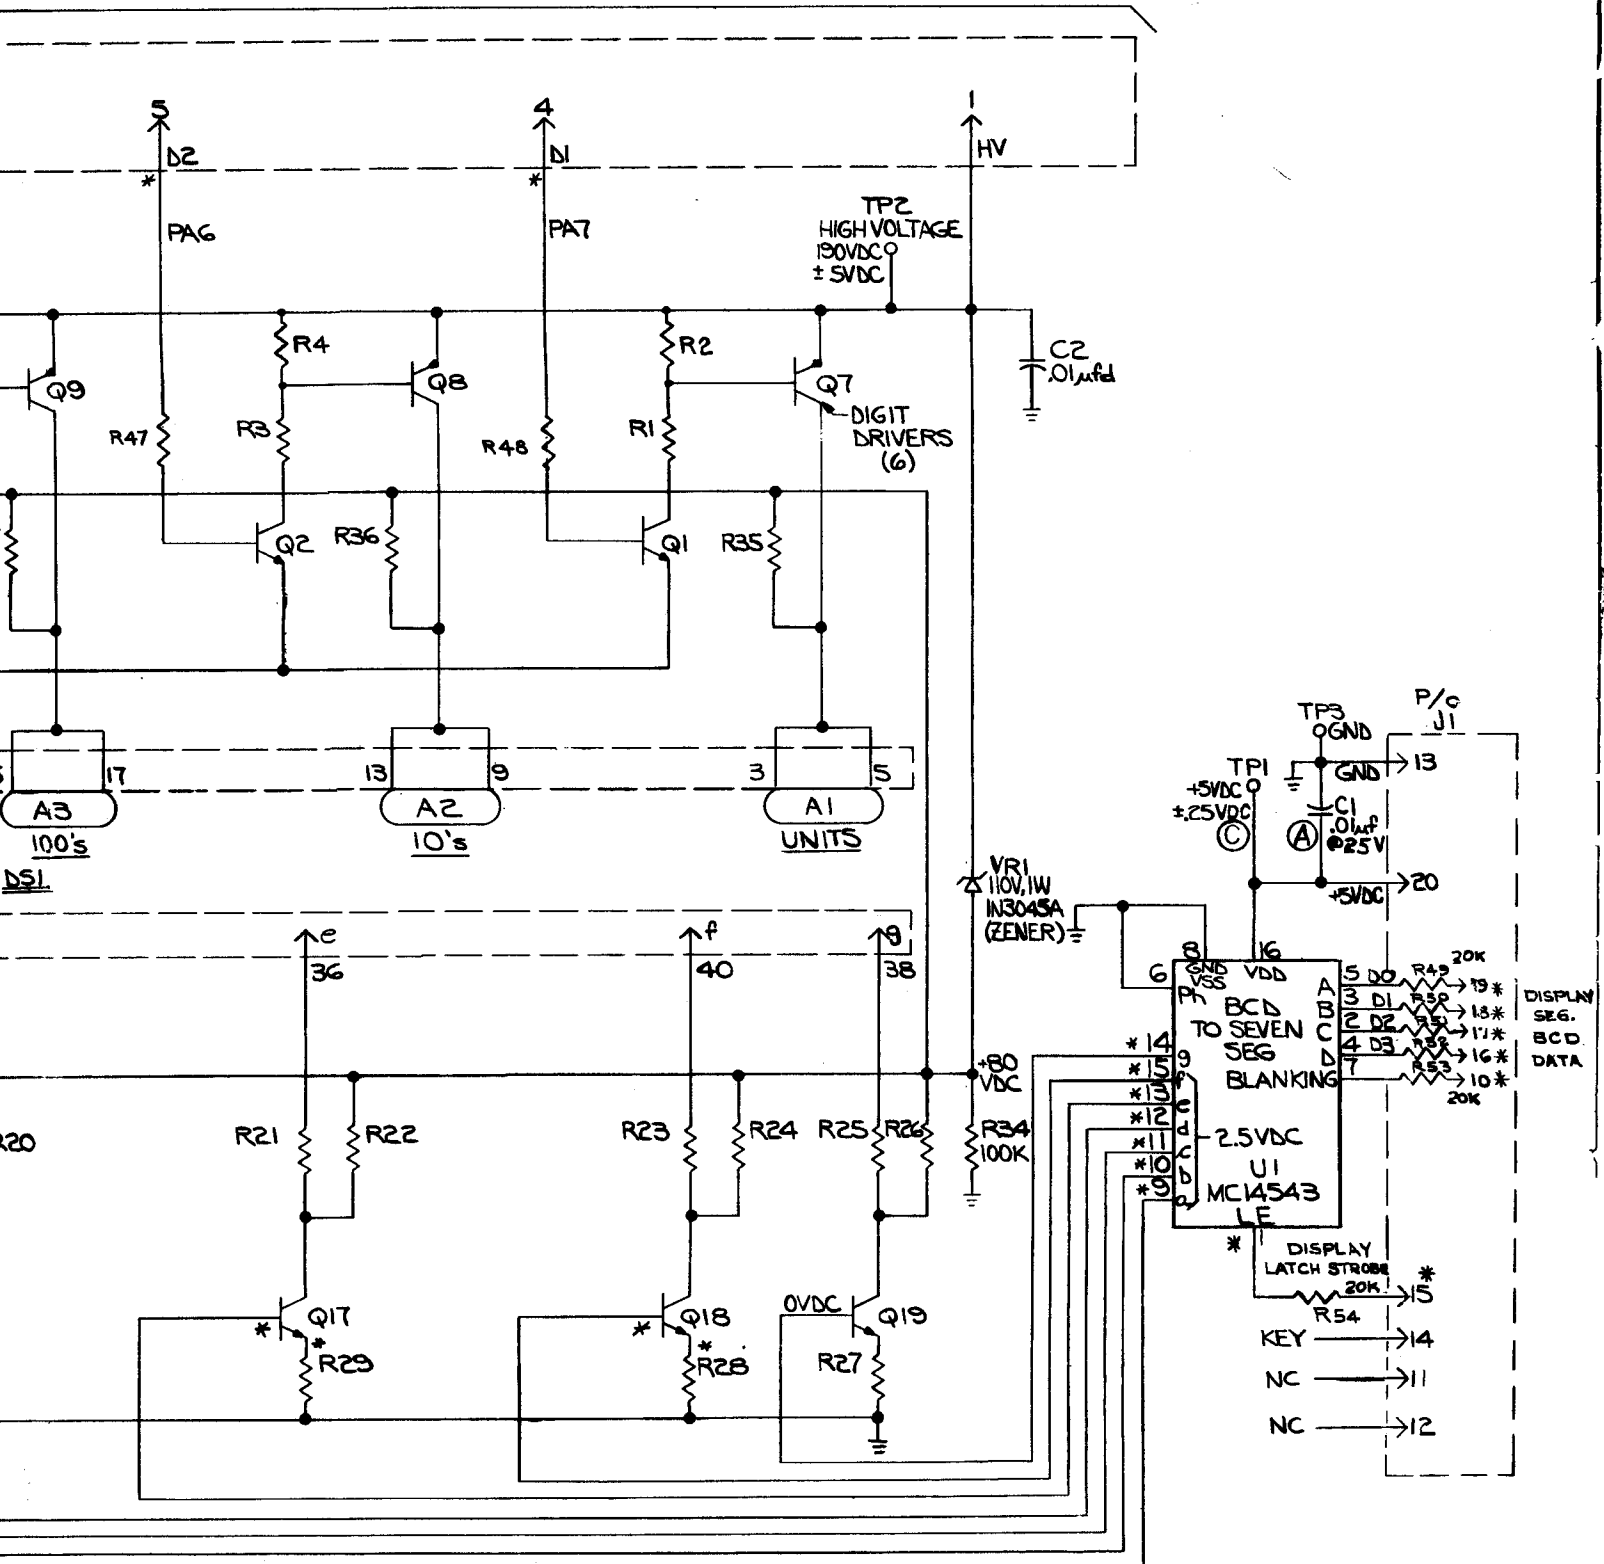 5
4
1
D2
D1
HV
*
*
PA6
PA7
TP2
HIGH VOLTAGE
190VDC
± 5VDC
R4
R2
Q9
Q8
Q7
C2
.01µfd
R47
R3
R48
R1
DIGIT
DRIVERS
(6)
Q2
R36
Q1
R35
17
13
9
3
5
A3
A2
A1
100's
10's
UNITS
DS1
P/O
J1
TP3
GND
13
GND
TP1
+5VDC
±.25VDC
C
A
C1
.01µf
@25V
20
+5VDC
VR1
110V, 1W
1N3045A
(ZENER)
e
f
g
36
40
38
8
16
6
GND
VSS
VDD
Ph
BCD
TO SEVEN
SEG
BLANKING
A
B
C
D
5 D0 R49 20K 19*
3 D1 R50 18*
2 D2 R51 17*
4 D3 R52 16*
7 R53 10*
20K
DISPLAY
SEG.
BCD
DATA
*14 g
*15 f
*13 e
*12 d
*11 c
*10 b
*9 a
2.5VDC
U1
MC14543
LE
*
+80
VDC
R20
R21
R22
R23
R24
R25
R26
R34
100K
DISPLAY
LATCH STROBE
20K
15
*
R54
KEY 14
NC 11
NC 12
* Q17
* Q18
0VDC
Q19
* R29
* R28
R27